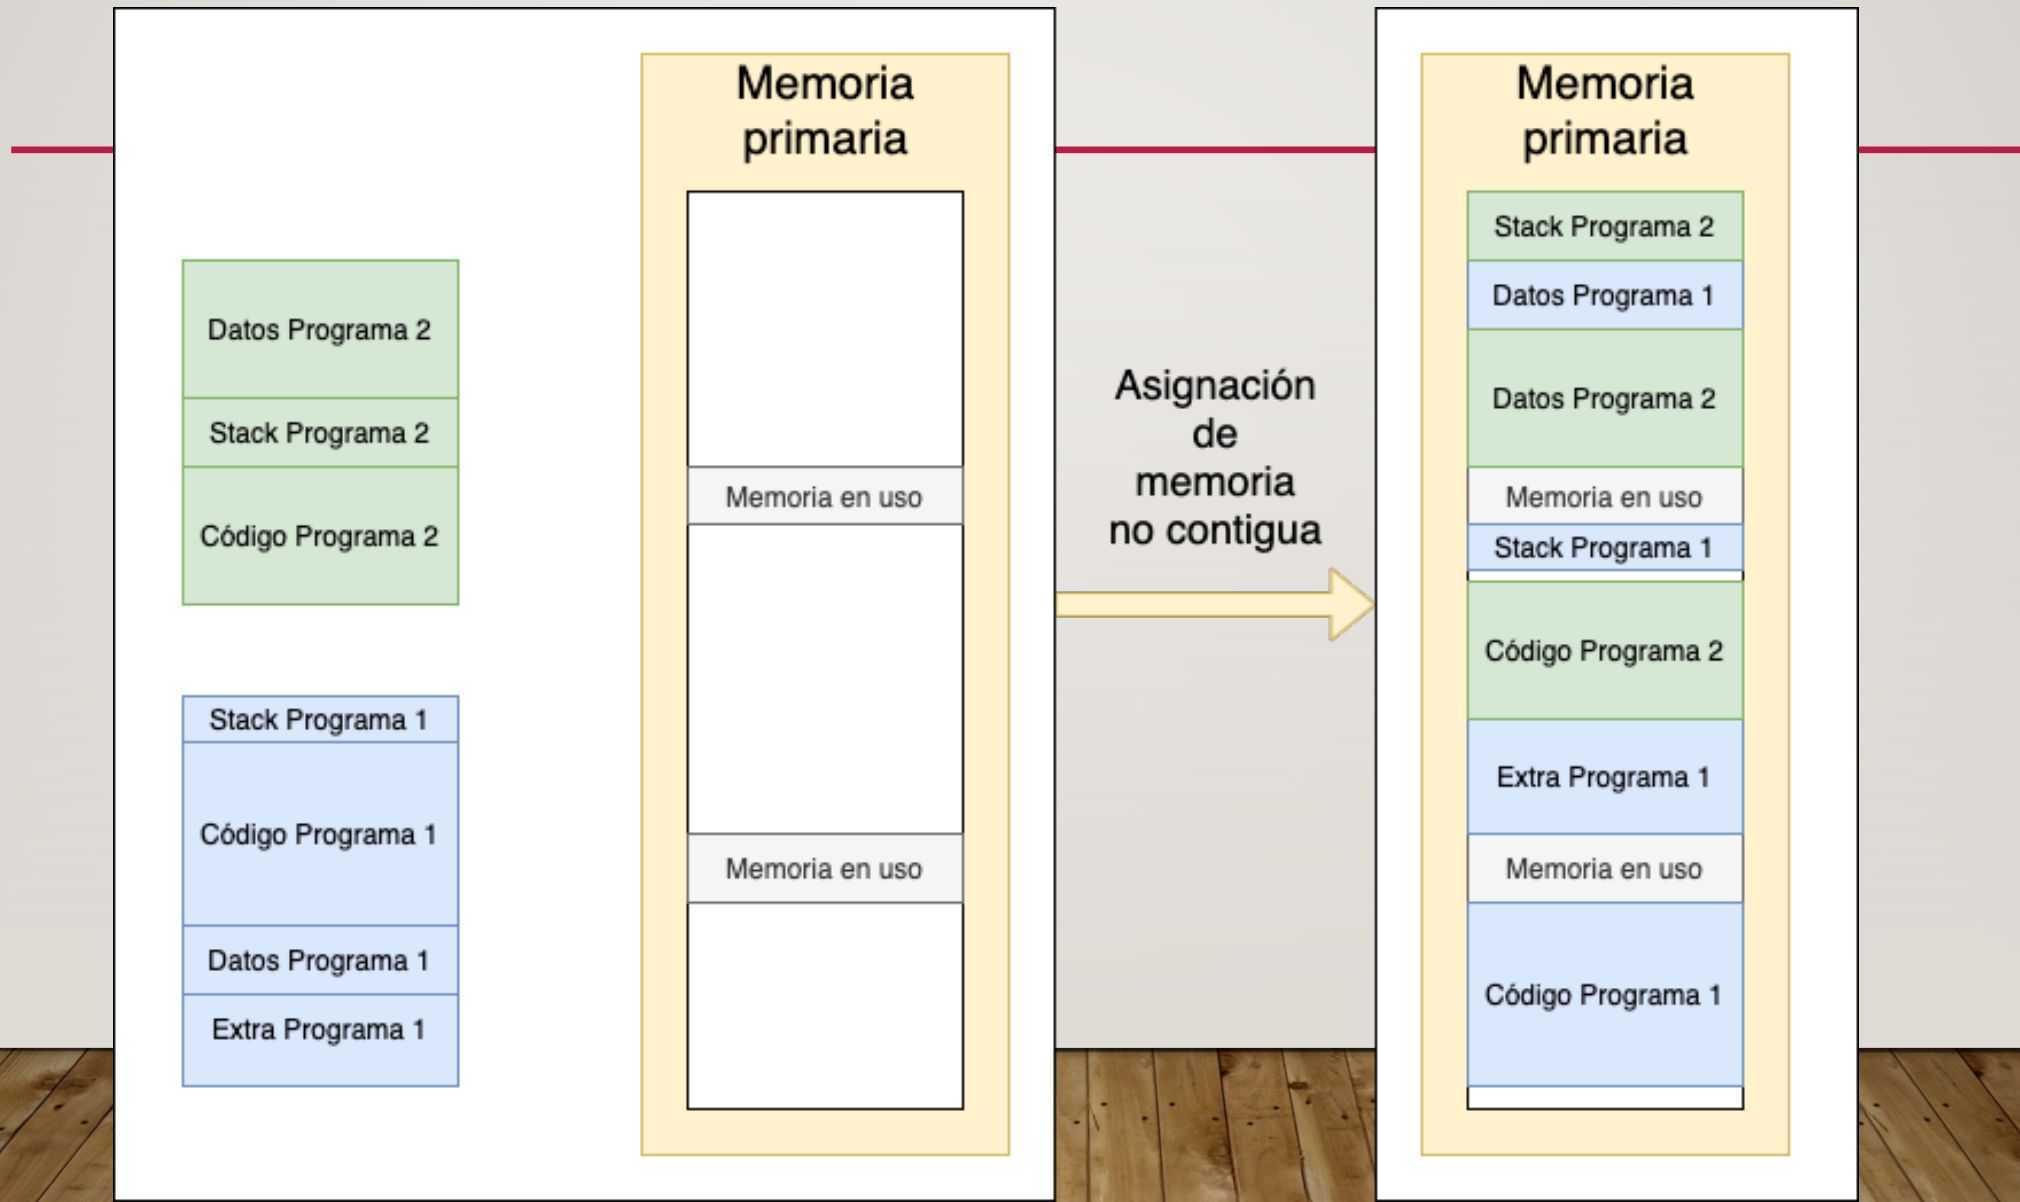 Datos Programa 2
Stack Programa 2
Código Programa 2
Stack Programa 1
Código Programa 1
Datos Programa 1
Extra Programa 1
Memoria
primaria
Memoria en uso
Memoria en uso
Asignación
de
memoria
no contigua
Memoria
primaria
Stack Programa 2
Datos Programa 1
Datos Programa 2
Memoria en uso
Stack Programa 1
Código Programa 2
Extra Programa 1
Memoria en uso
Código Programa 1